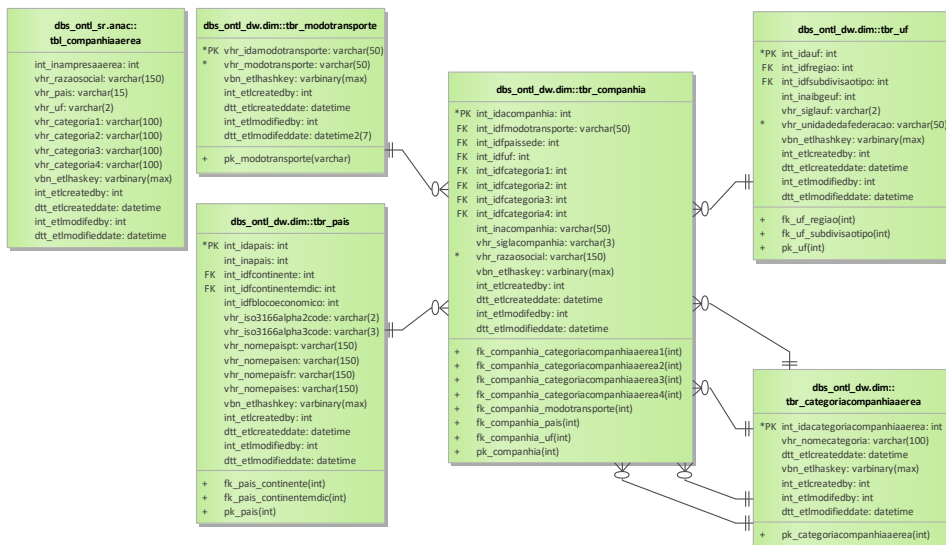 dbs_ontl_sr.anac::
tbl_companhiaaerea
int_inampresaaerea: int
vhr_razaosocial: varchar(150)
vhr_pais: varchar(15)
vhr_uf: varchar(2)
vhr_categoria1: varchar(100)
vhr_categoria2: varchar(100)
vhr_categoria3: varchar(100)
vhr_categoria4: varchar(100)
vbn_etlhaskey: varbinary(max)
int_etlcreatedby: int
dtt_etlcreateddate: datetime
int_etlmodifedby: int
dtt_etlmodifieddate: datetime
dbs_ontl_dw.dim::tbr_modotransporte
*PK vhr_idamodotransporte: varchar(50)
* vhr_modotransporte: varchar(50)
vbn_etlhashkey: varbinary(max)
int_etlcreatedby: int
dtt_etlcreateddate: datetime
int_etlmodifiedby: int
dtt_etlmodifieddate: datetime2(7)
+ pk_modotransporte(varchar)
dbs_ontl_dw.dim::tbr_pais
*PK int_idapais: int
int_inapais: int
FK int_idfcontinente: int
FK int_idfcontinentemdic: int
int_idfblocoeconomico: int
vhr_iso3166alpha2code: varchar(2)
vhr_iso3166alpha3code: varchar(3)
vhr_nomepaispt: varchar(150)
vhr_nomepaisen: varchar(150)
vhr_nomepaisfr: varchar(150)
vhr_nomepaises: varchar(150)
vbn_etlhashkey: varbinary(max)
int_etlcreatedby: int
dtt_etlcreateddate: datetime
int_etlmodifiedby: int
dtt_etlmodifieddate: datetime
+ fk_pais_continente(int)
+ fk_pais_continentemdic(int)
+ pk_pais(int)
dbs_ontl_dw.dim::tbr_companhia
*PK int_idacompanhia: int
FK int_idfmodotransporte: varchar(50)
FK int_idfpaissede: int
FK int_idfuf: int
FK int_idfcategoria1: int
FK int_idfcategoria2: int
FK int_idfcategoria3: int
FK int_idfcategoria4: int
int_inacompanhia: varchar(50)
vhr_siglacompanhia: varchar(3)
* vhr_razaosocial: varchar(150)
vbn_etlhaskey: varbinary(max)
int_etlcreatedby: int
dtt_etlcreateddate: datetime
int_etlmodifedby: int
dtt_etlmodifieddate: datetime
+ fk_companhia_categoriacompanhiaaerea1(int)
+ fk_companhia_categoriacompanhiaaerea2(int)
+ fk_companhia_categoriacompanhiaaerea3(int)
+ fk_companhia_categoriacompanhiaaerea4(int)
+ fk_companhia_modotransporte(int)
+ fk_companhia_pais(int)
+ fk_companhia_uf(int)
+ pk_companhia(int)
dbs_ontl_dw.dim::tbr_uf
*PK int_idauf: int
FK int_idfregiao: int
FK int_idfsubdivisaotipo: int
int_inaibgeuf: int
vhr_siglauf: varchar(2)
* vhr_unidadedafederacao: varchar(50)
vbn_etlhashkey: varbinary(max)
int_etlcreatedby: int
dtt_etlcreateddate: datetime
int_etlmodifiedby: int
dtt_etlmodifieddate: datetime
+ fk_uf_regiao(int)
+ fk_uf_subdivisaotipo(int)
+ pk_uf(int)
dbs_ontl_dw.dim::
tbr_categoriacompanhiaaerea
*PK int_idacategoriacompanhiaaerea: int
vhr_nomecategoria: varchar(100)
dtt_etlcreateddate: datetime
vbn_etlhaskey: varbinary(max)
int_etlcreatedby: int
int_etlmodifedby: int
dtt_etlmodifieddate: datetime
+ pk_categoriacompanhiaaerea(int)